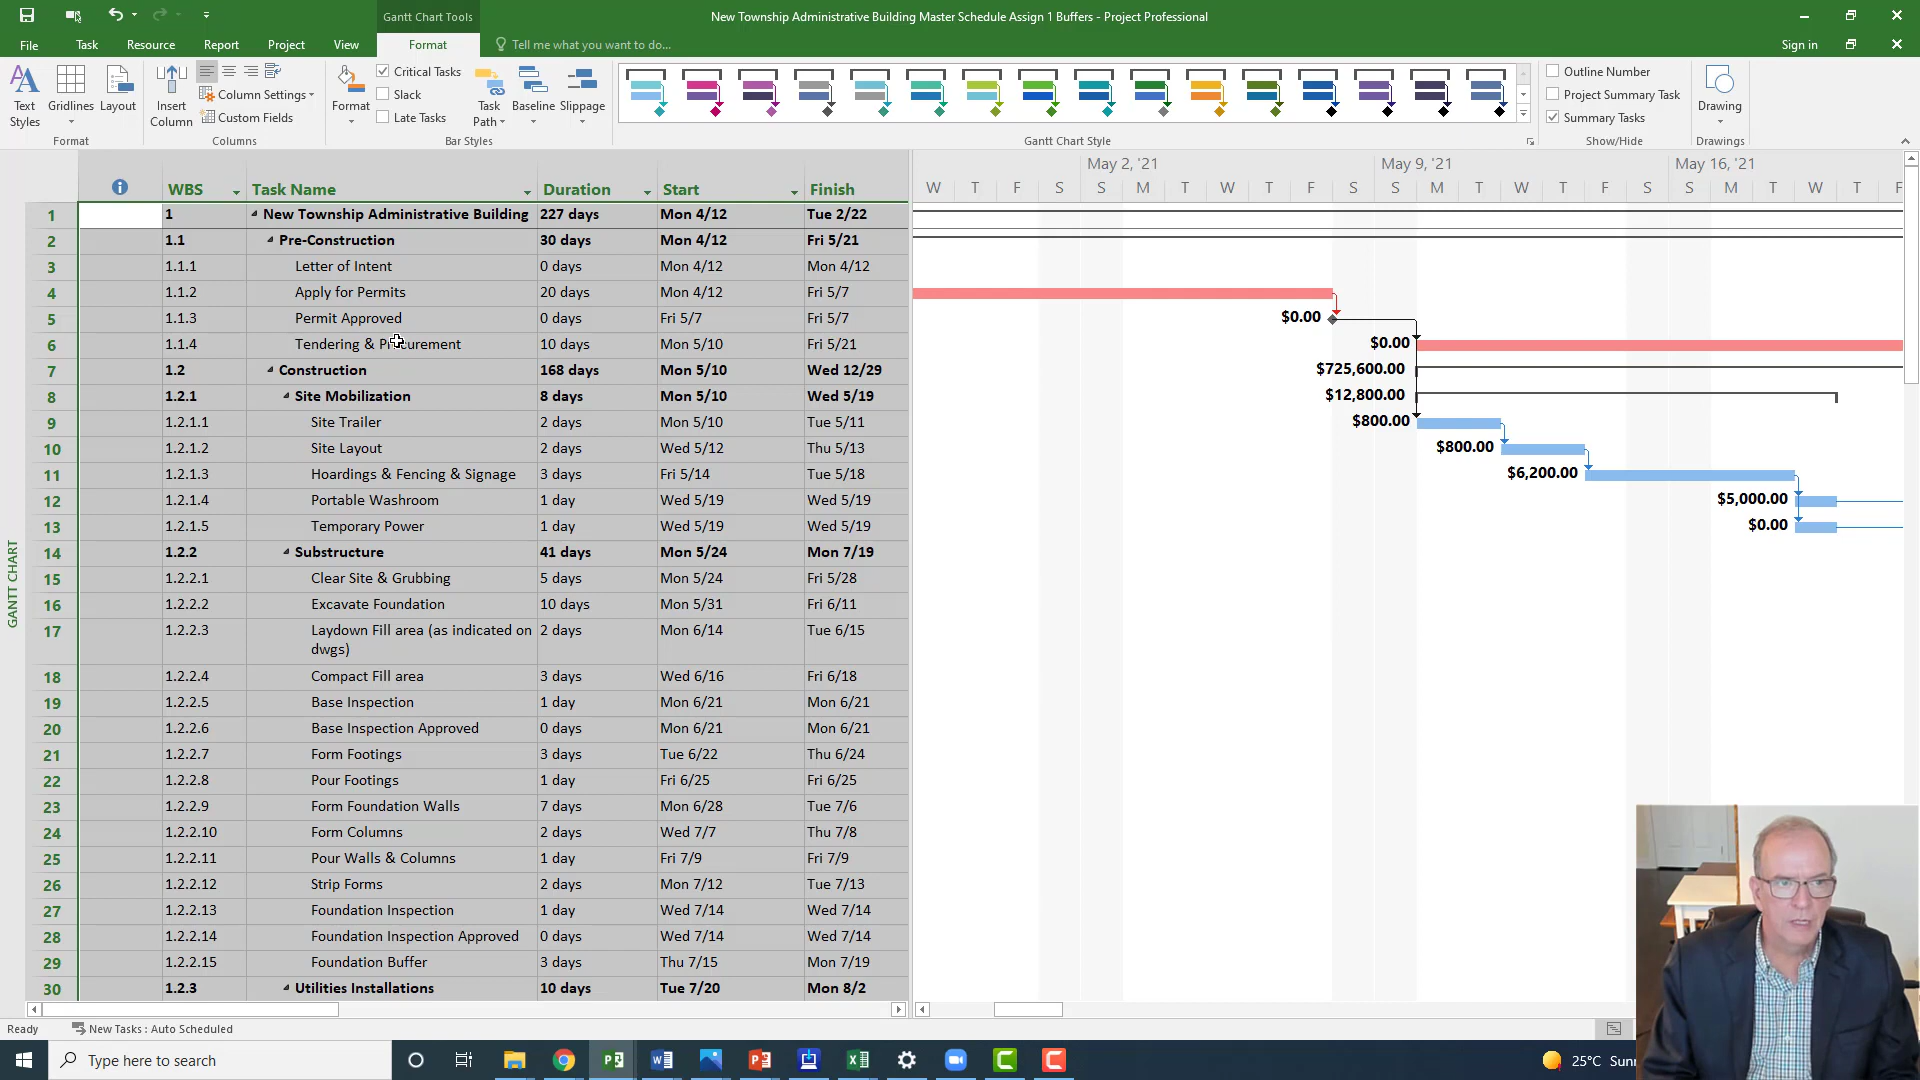 Gantt Chart Tools
New Township Administrative Building Master Schedule Assign 1 Buffers - Project Professional
File Task Resource Report Project View Format Tell me what you want to do... Sign in
Text Styles
Gridlines
Layout
Format
Insert Column
Column Settings
Custom Fields
Columns
Format
Critical Tasks
Slack
Late Tasks
Task Path
Baseline
Slippage
Bar Styles
Gantt Chart Style
Outline Number
Project Summary Task
Summary Tasks
Show/Hide
Drawing
Drawings
GANTT CHART
WBS Task Name Duration Start Finish
1 1 New Township Administrative Building 227 days Mon 4/12 Tue 2/22
2 1.1 Pre-Construction 30 days Mon 4/12 Fri 5/21
3 1.1.1 Letter of Intent 0 days Mon 4/12 Mon 4/12
4 1.1.2 Apply for Permits 20 days Mon 4/12 Fri 5/7
5 1.1.3 Permit Approved 0 days Fri 5/7 Fri 5/7
6 1.1.4 Tendering & Procurement 10 days Mon 5/10 Fri 5/21
7 1.2 Construction 168 days Mon 5/10 Wed 12/29
8 1.2.1 Site Mobilization 8 days Mon 5/10 Wed 5/19
9 1.2.1.1 Site Trailer 2 days Mon 5/10 Tue 5/11
10 1.2.1.2 Site Layout 2 days Wed 5/12 Thu 5/13
11 1.2.1.3 Hoardings & Fencing & Signage 3 days Fri 5/14 Tue 5/18
12 1.2.1.4 Portable Washroom 1 day Wed 5/19 Wed 5/19
13 1.2.1.5 Temporary Power 1 day Wed 5/19 Wed 5/19
14 1.2.2 Substructure 41 days Mon 5/24 Mon 7/19
15 1.2.2.1 Clear Site & Grubbing 5 days Mon 5/24 Fri 5/28
16 1.2.2.2 Excavate Foundation 10 days Mon 5/31 Fri 6/11
17 1.2.2.3 Laydown Fill area (as indicated on 2 days Mon 6/14 Tue 6/15
dwgs)
18 1.2.2.4 Compact Fill area 3 days Wed 6/16 Fri 6/18
19 1.2.2.5 Base Inspection 1 day Mon 6/21 Mon 6/21
20 1.2.2.6 Base Inspection Approved 0 days Mon 6/21 Mon 6/21
21 1.2.2.7 Form Footings 3 days Tue 6/22 Thu 6/24
22 1.2.2.8 Pour Footings 1 day Fri 6/25 Fri 6/25
23 1.2.2.9 Form Foundation Walls 7 days Mon 6/28 Tue 7/6
24 1.2.2.10 Form Columns 2 days Wed 7/7 Thu 7/8
25 1.2.2.11 Pour Walls & Columns 1 day Fri 7/9 Fri 7/9
26 1.2.2.12 Strip Forms 2 days Mon 7/12 Tue 7/13
27 1.2.2.13 Foundation Inspection 1 day Wed 7/14 Wed 7/14
28 1.2.2.14 Foundation Inspection Approved 0 days Wed 7/14 Wed 7/14
29 1.2.2.15 Foundation Buffer 3 days Thu 7/15 Mon 7/19
30 1.2.3 Utilities Installations 10 days Tue 7/20 Mon 8/2
May 2, '21 May 9, '21 May 16, '21
W T F S S M T W T F S S M T W T F S S M T W T F
$0.00
$0.00
$725,600.00
$12,800.00
$800.00
$800.00
$6,200.00
$5,000.00
$0.00
Ready New Tasks : Auto Scheduled
Type here to search
25°C Sunn